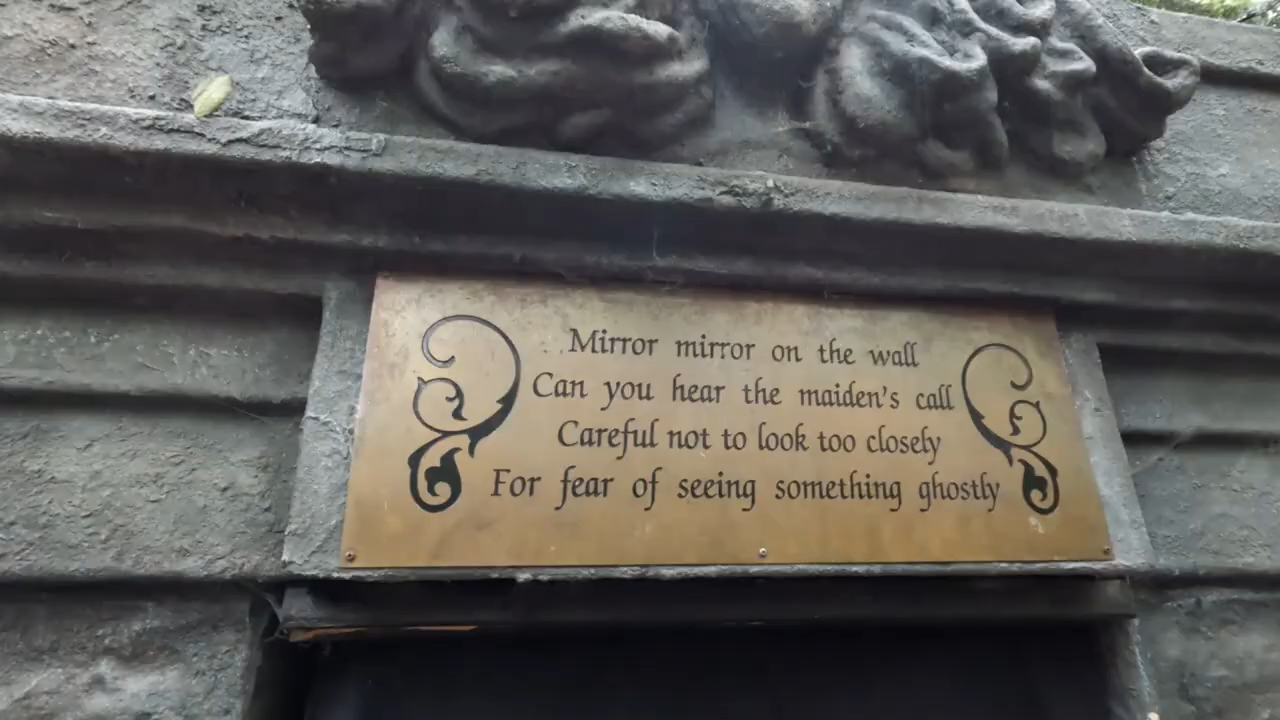 Mirror mirror on the wall
Can you hear the maiden's call
Careful not to look too closely
For fear of seeing something ghostly